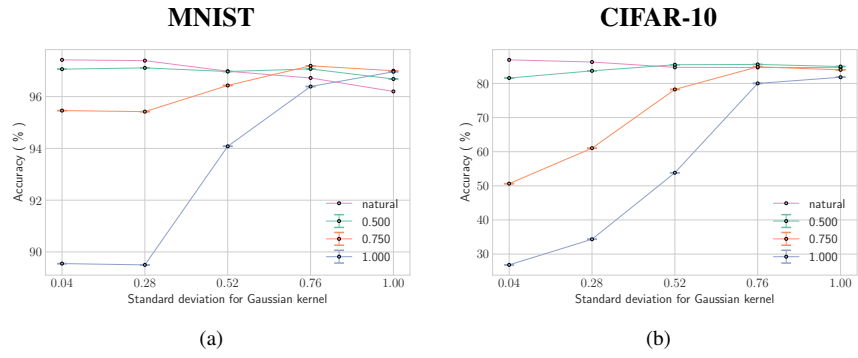 MNIST
96
94
92
90
Accuracy ( % )
natural
0.500
0.750
1.000
0.04 0.28 0.52 0.76 1.00
Standard deviation for Gaussian kernel
(a)
CIFAR-10
80
70
60
50
40
30
Accuracy ( % )
natural
0.500
0.750
1.000
0.04 0.28 0.52 0.76 1.00
Standard deviation for Gaussian kernel
(b)